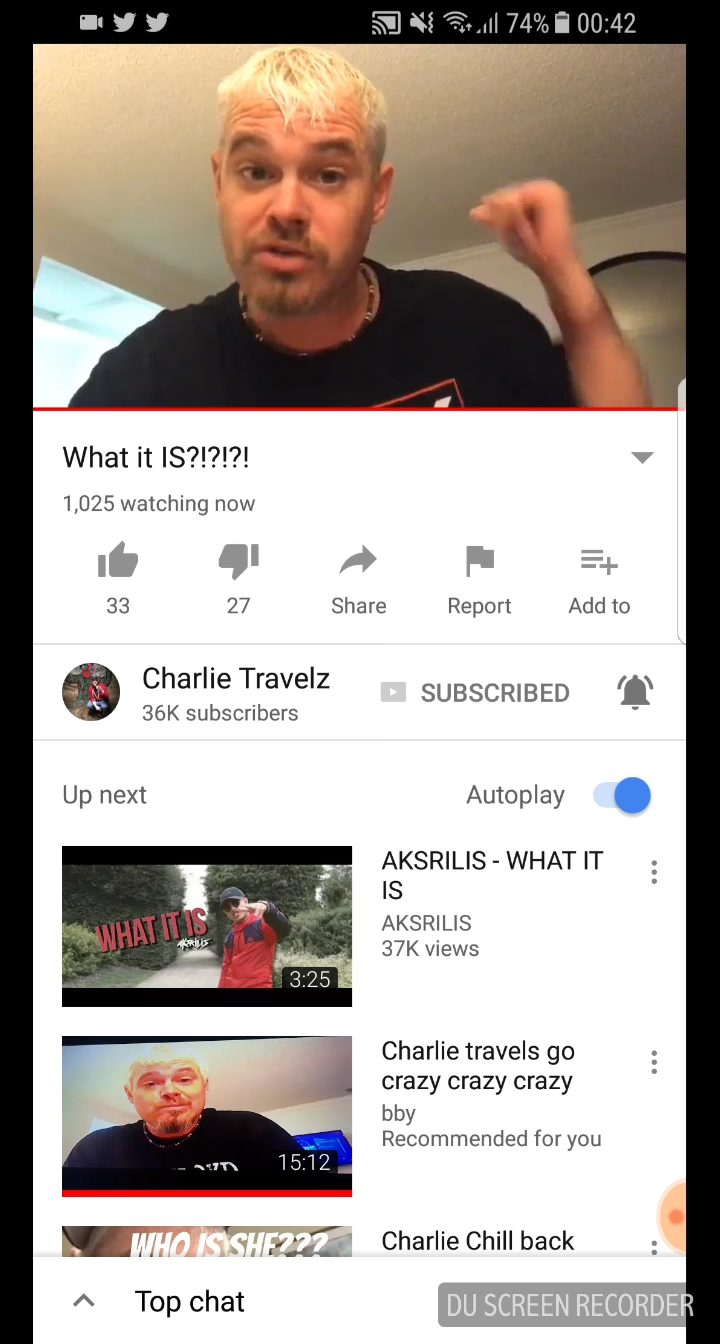 74% 00:42
What it IS?!?!?!
1,025 watching now
33
27
Share
Report
Add to
Charlie Travelz
36K subscribers
SUBSCRIBED
Up next
Autoplay
WHAT IT IS
AKSRILIS
3:25
AKSRILIS - WHAT IT
IS
AKSRILIS
37K views
15:12
Charlie travels go
crazy crazy crazy
bby
Recommended for you
WHO IS SHE???
Charlie Chill back
Top chat
DU SCREEN RECORDER